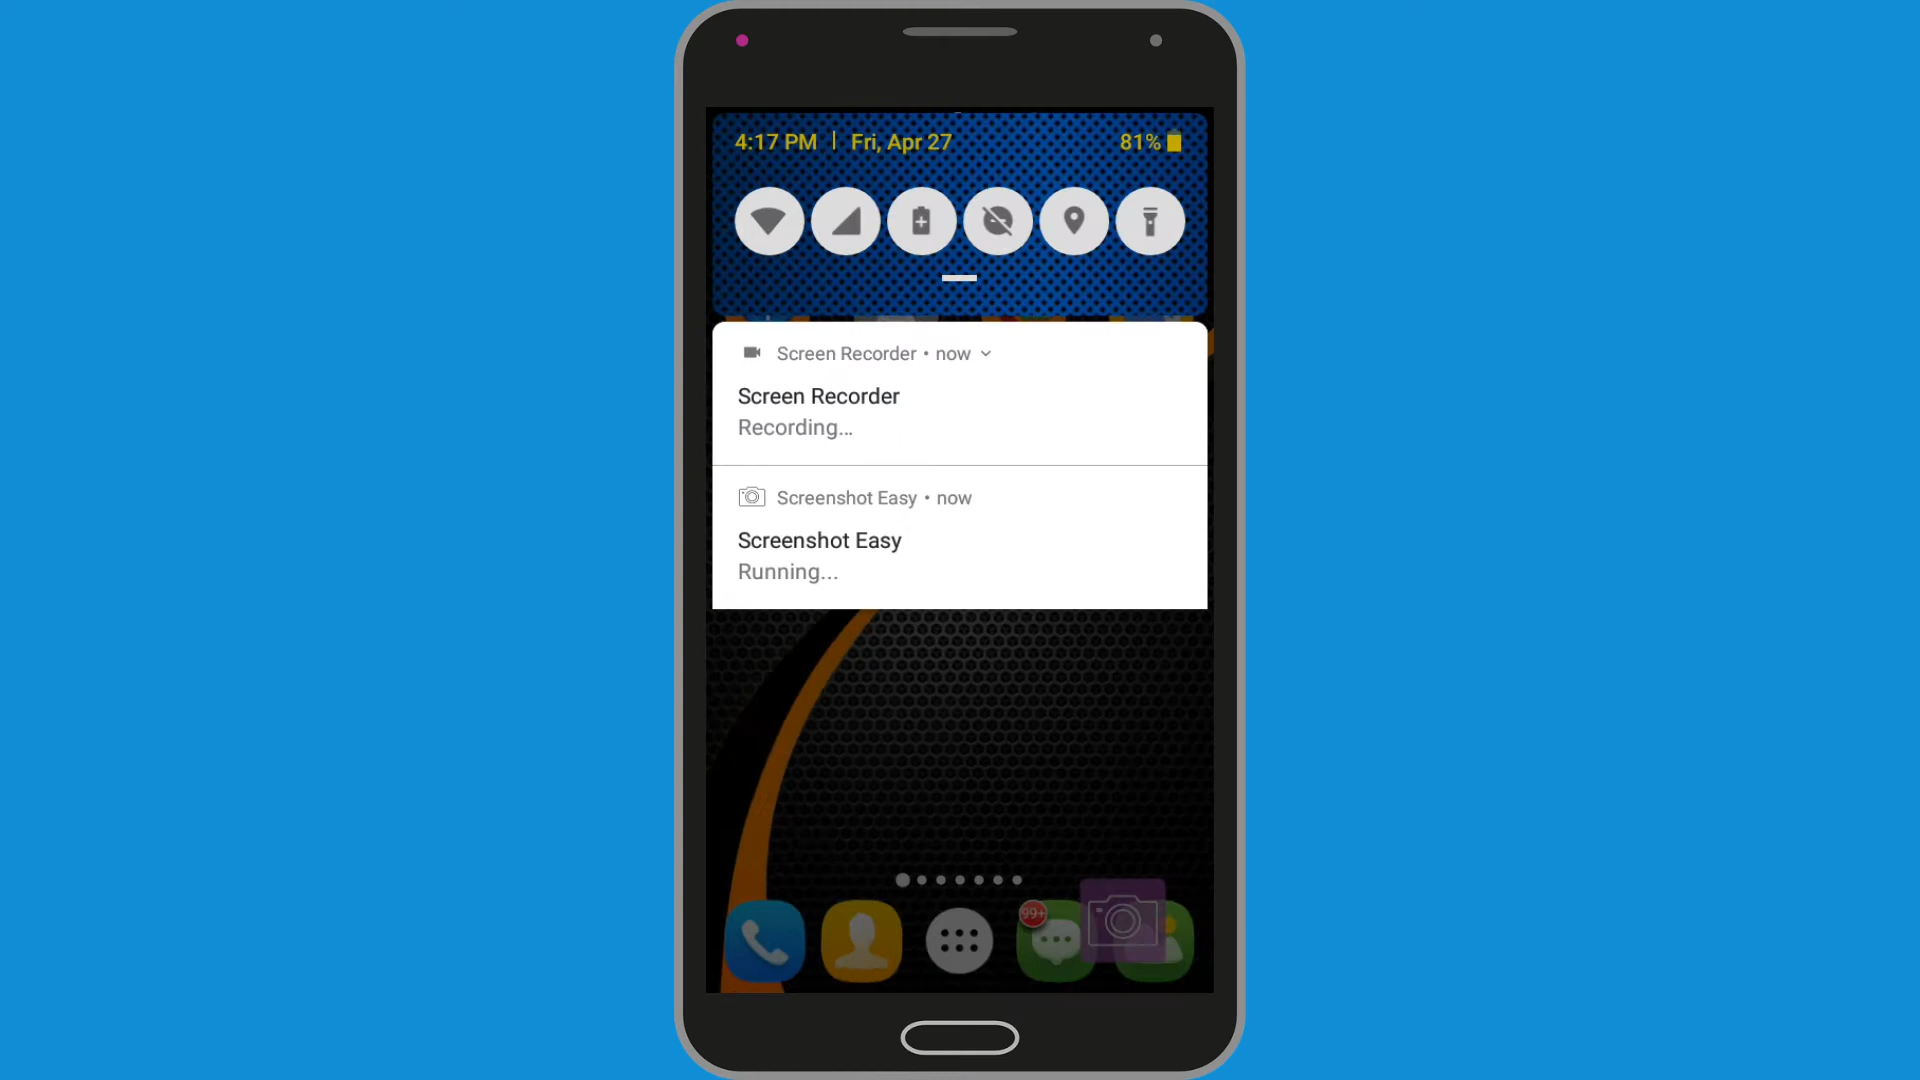 4:17 PM | Fri, Apr 27 81%
Screen Recorder • now
Screen Recorder
Recording...
Screenshot Easy • now
Screenshot Easy
Running...
99+